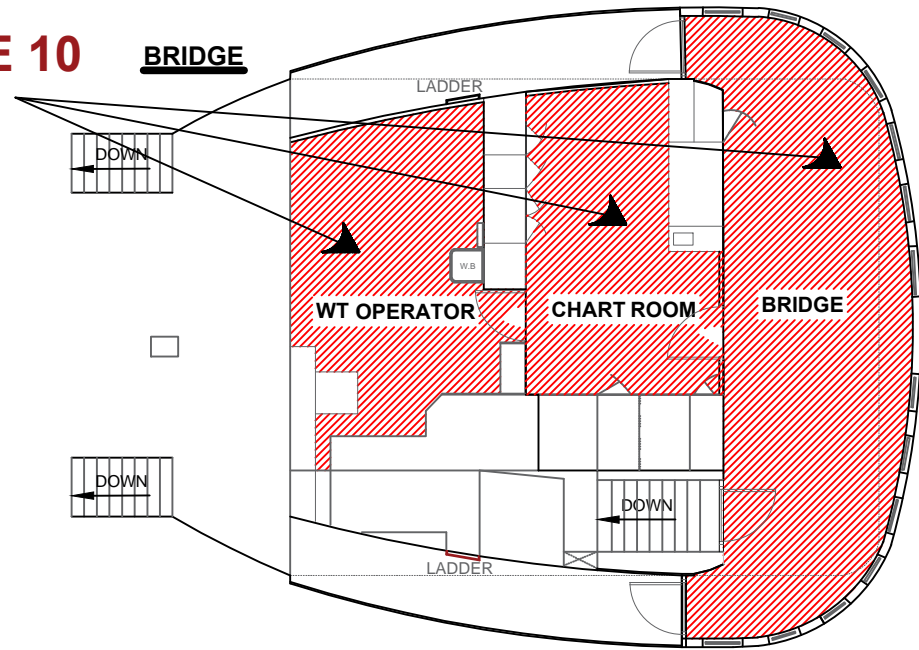 E 10
BRIDGE
LADDER
DOWN
W.B
WT OPERATOR
CHART ROOM
BRIDGE
DOWN
DOWN
LADDER